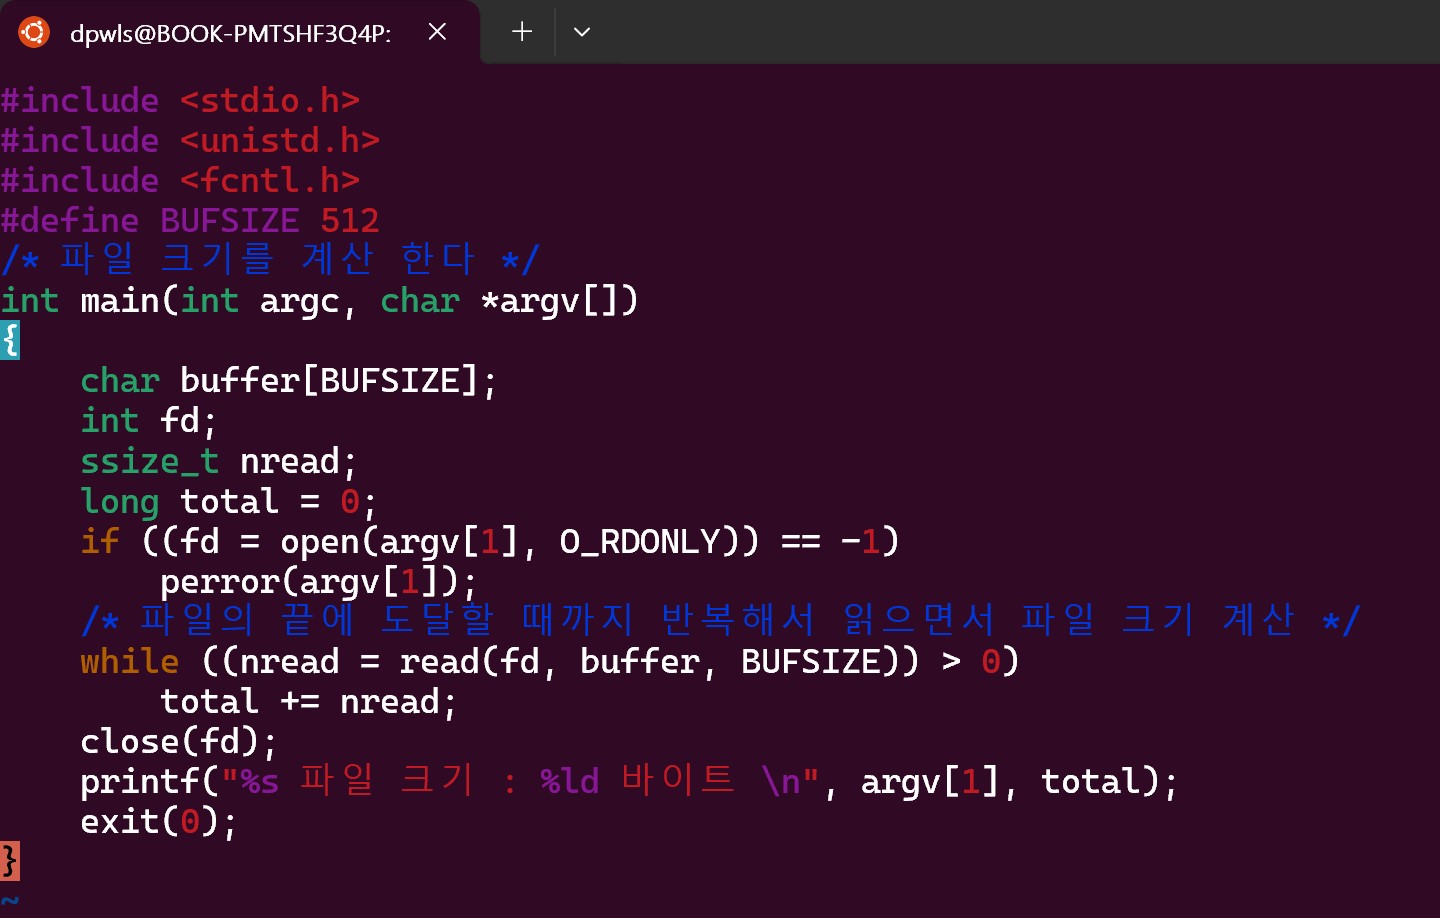 dpwls@BOOK-PMTSHF3Q4P:
#include <stdio.h>
#include <unistd.h>
#include <fcntl.h>
#define BUFSIZE 512
/* 파일 크기를 계산 한다 */
int main(int argc, char *argv[])
{
    char buffer[BUFSIZE];
    int fd;
    ssize_t nread;
    long total = 0;
    if ((fd = open(argv[1], O_RDONLY)) == -1)
        perror(argv[1]);
    /* 파일의 끝에 도달할 때까지 반복해서 읽으면서 파일 크기 계산 */
    while ((nread = read(fd, buffer, BUFSIZE)) > 0)
        total += nread;
    close(fd);
    printf("%s 파일 크기 : %ld 바이트 \n", argv[1], total);
    exit(0);
}
~